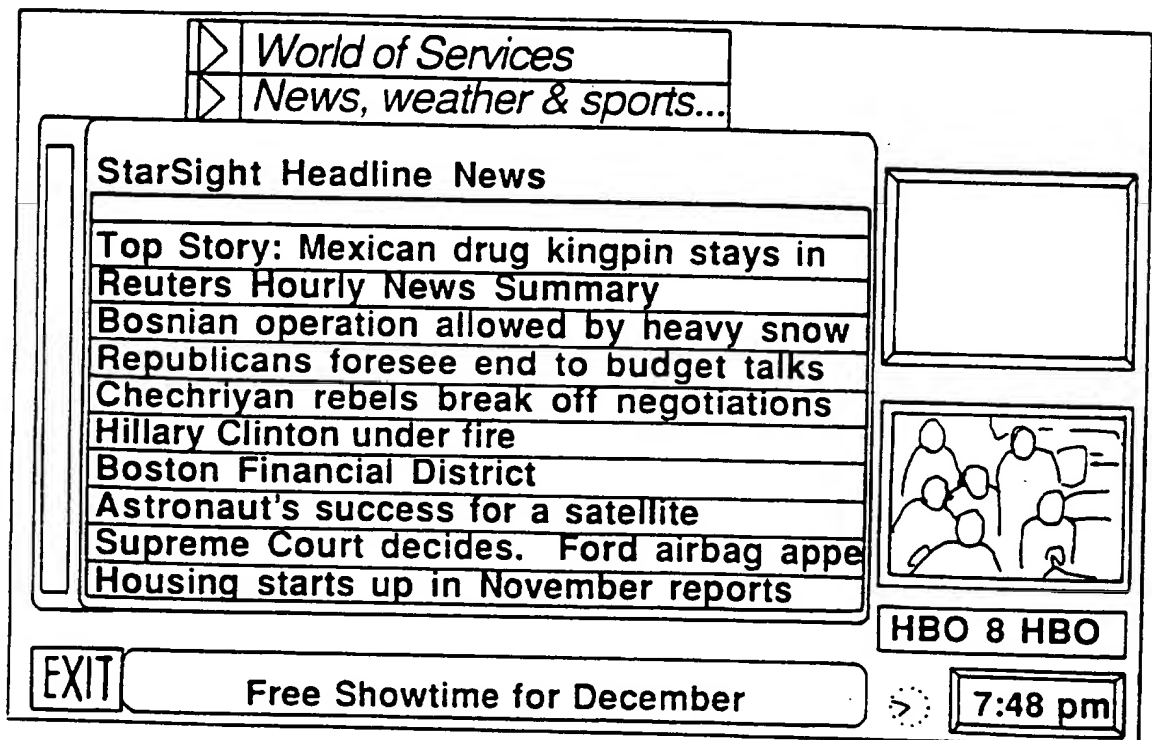 World of Services
News, weather & sports...
StarSight Headline News
Top Story: Mexican drug kingpin stays in
Reuters Hourly News Summary
Bosnian operation allowed by heavy snow
Republicans foresee end to budget talks
Chechriyan rebels break off negotiations
Hillary Clinton under fire
Boston Financial District
Astronaut's success for a satellite
Supreme Court decides. Ford airbag appe
Housing starts up in November reports
HBO 8 HBO
EXIT
Free Showtime for December
7:48 pm